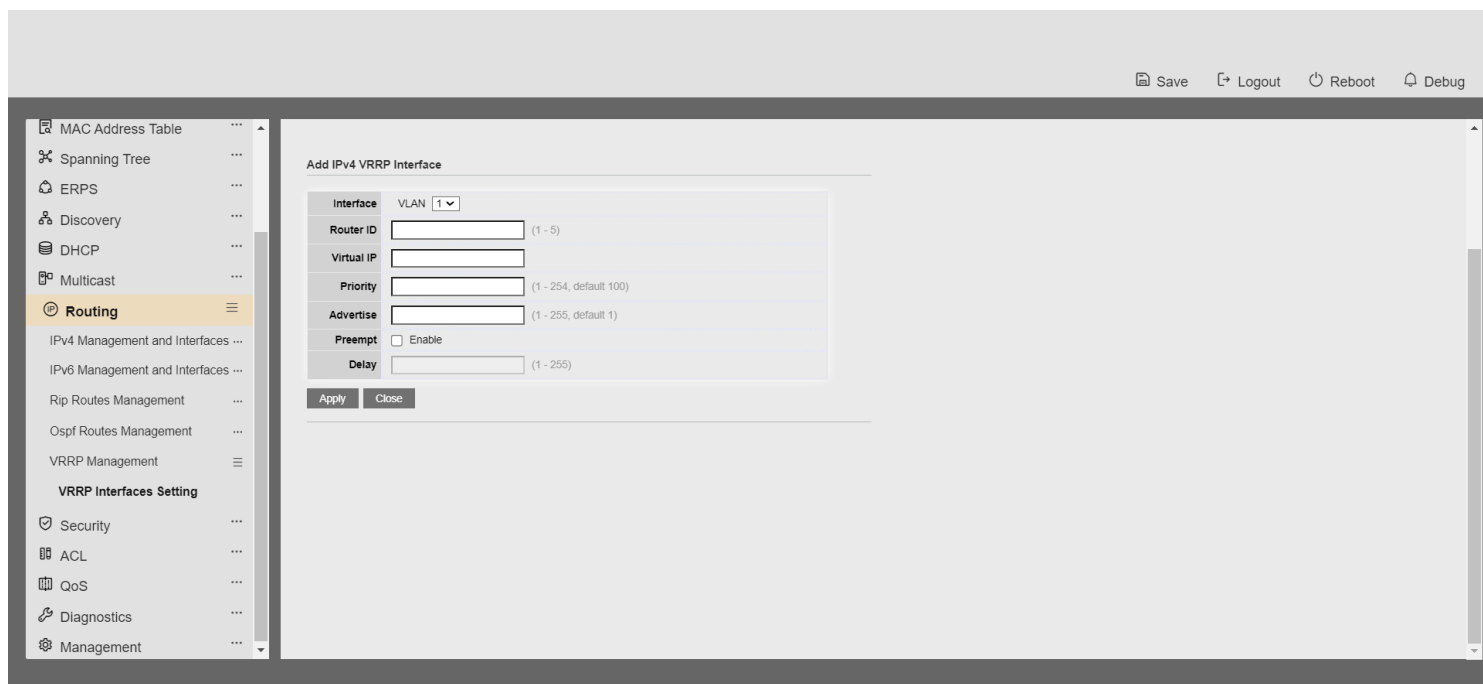 Save Logout Reboot Debug
MAC Address Table ...
Spanning Tree ...
ERPS ...
Discovery ...
DHCP ...
Multicast ...
IP Routing
IPv4 Management and Interfaces ...
IPv6 Management and Interfaces ...
Rip Routes Management ...
Ospf Routes Management ...
VRRP Management
VRRP Interfaces Setting
Security ...
ACL ...
QoS ...
Diagnostics ...
Management ...
Add IPv4 VRRP Interface
Interface VLAN 1
Router ID (1 - 5)
Virtual IP
Priority (1 - 254, default 100)
Advertise (1 - 255, default 1)
Preempt Enable
Delay (1 - 255)
Apply Close